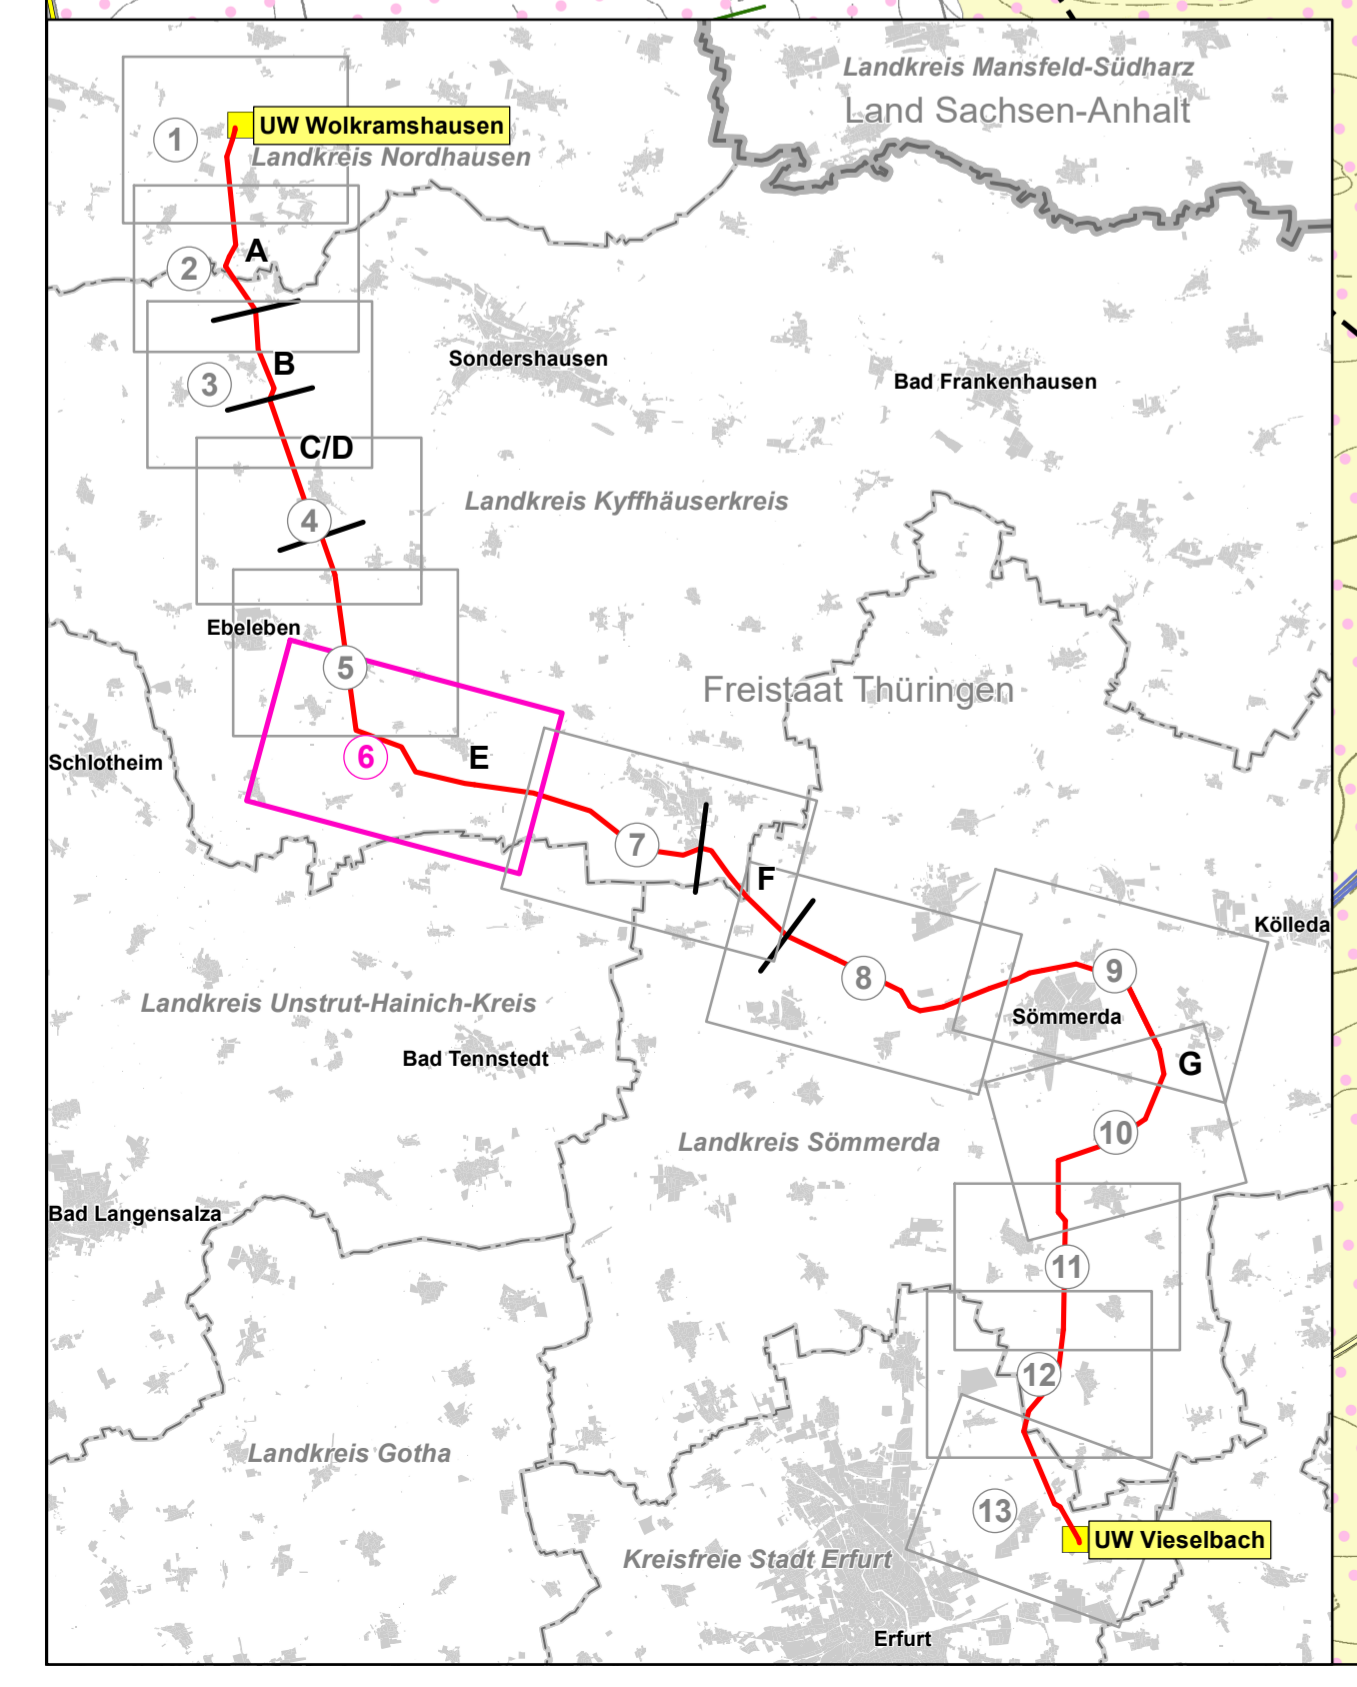 Landkreis Mansfeld-Südharz
Land Sachsen-Anhalt
UW Wolkramshausen
1
Landkreis Nordhausen
A
2
Sondershausen
B
3
Bad Frankenhausen
C/D
Landkreis Kyffhäuserkreis
4
Ebeleben
5
Freistaat Thüringen
Schlotheim
6
E
7
F
Kölleda
8
9
Landkreis Unstrut-Hainich-Kreis
Sömmerda
Bad Tennstedt
G
10
Landkreis Sömmerda
Bad Langensalza
11
12
Landkreis Gotha
13
UW Vieselbach
Kreisfreie Stadt Erfurt
Erfurt